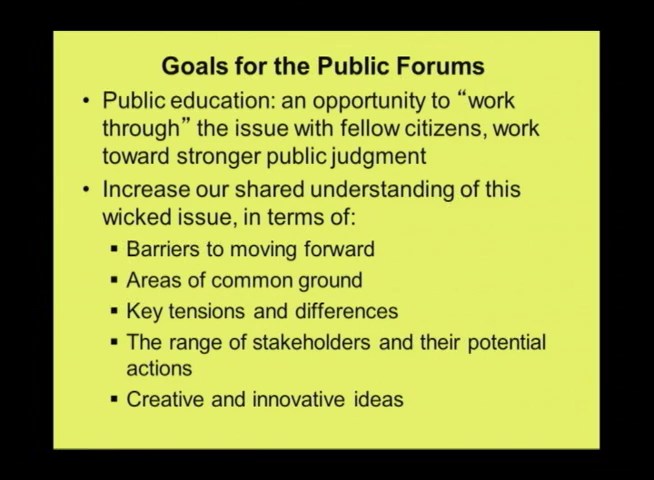 Goals for the Public Forums
• Public education: an opportunity to “work
through” the issue with fellow citizens, work
toward stronger public judgment
• Increase our shared understanding of this
wicked issue, in terms of:
▪ Barriers to moving forward
▪ Areas of common ground
▪ Key tensions and differences
▪ The range of stakeholders and their potential
actions
▪ Creative and innovative ideas